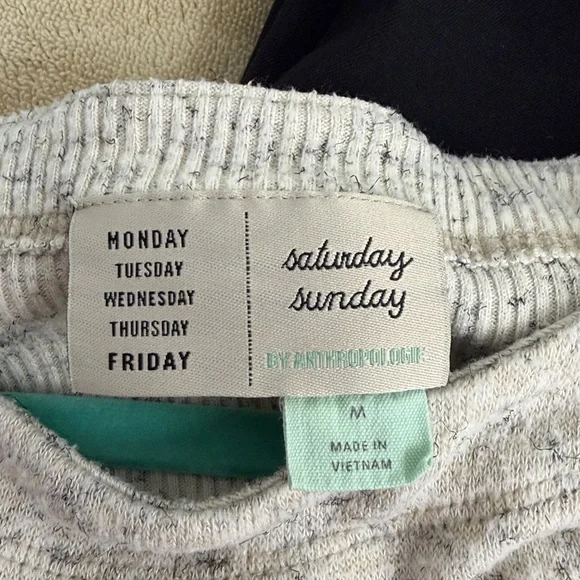 MONDAY
TUESDAY
WEDNESDAY
THURSDAY
FRIDAY
saturday
sunday
BY ANTHROPOLOGIE
M
MADE IN
VIETNAM